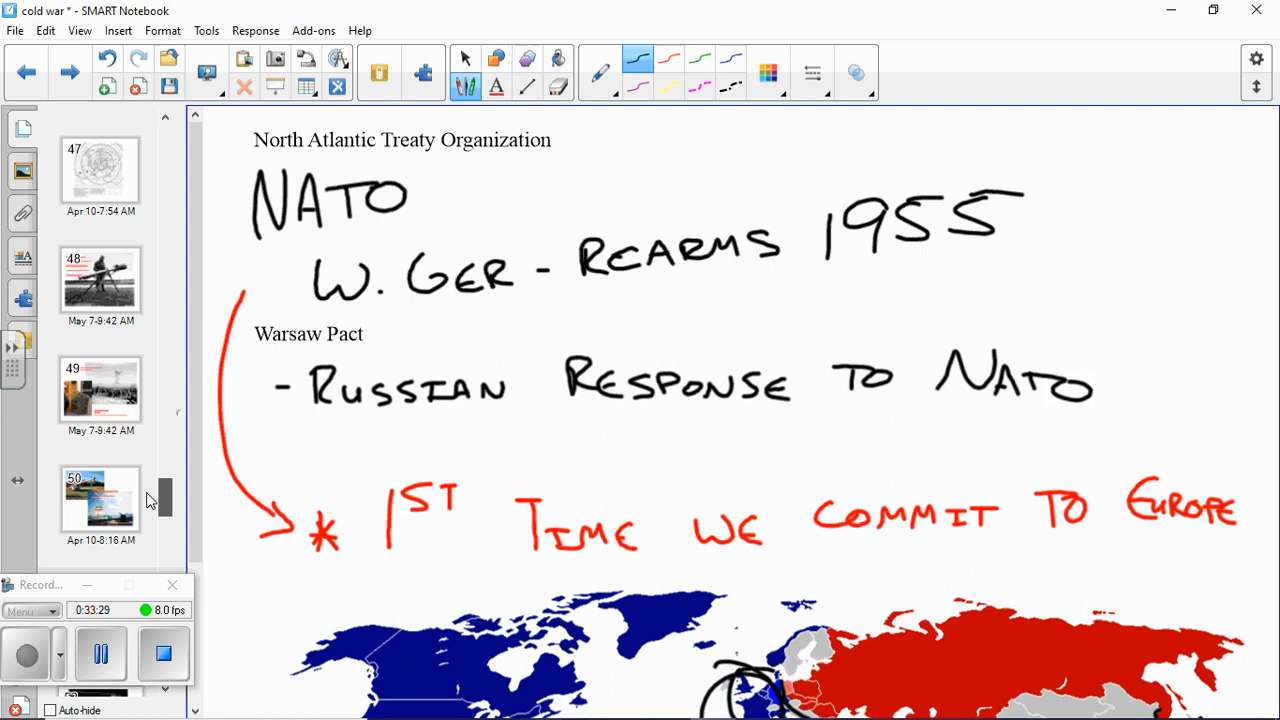 cold war * - SMART Notebook
File Edit View Insert Format Tools Add-ons Response Help
North Atlantic Treaty Organization
NATO
W. GER - REARMS 1955
Warsaw Pact
- RUSSIAN RESPONSE TO NATO
* 1ST TIME WE COMMIT TO EUROPE
47
Apr 10-7:54 AM
48
May 7-9:42 AM
49
May 7-9:42 AM
50
Apr 10-8:16 AM
Record...
Menu 0:33:29 8.0 fps
Auto-hide